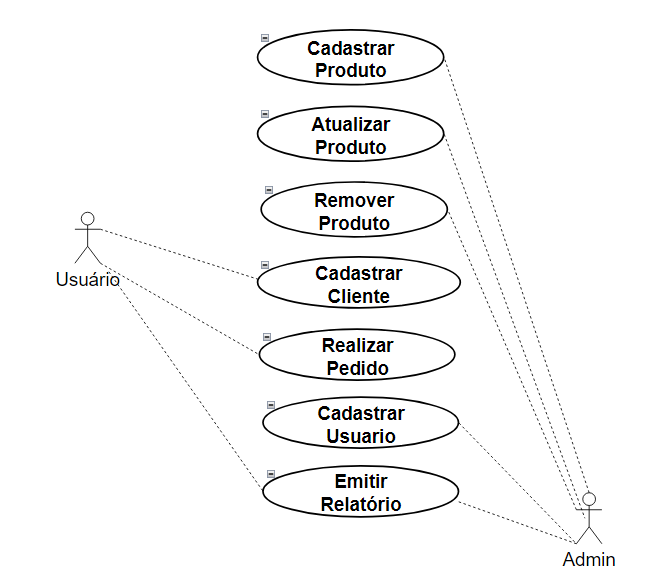 Cadastrar
Produto
Atualizar
Produto
Remover
Produto
Usuário
Cadastrar
Cliente
Realizar
Pedido
Cadastrar
Usuario
Emitir
Relatório
Admin